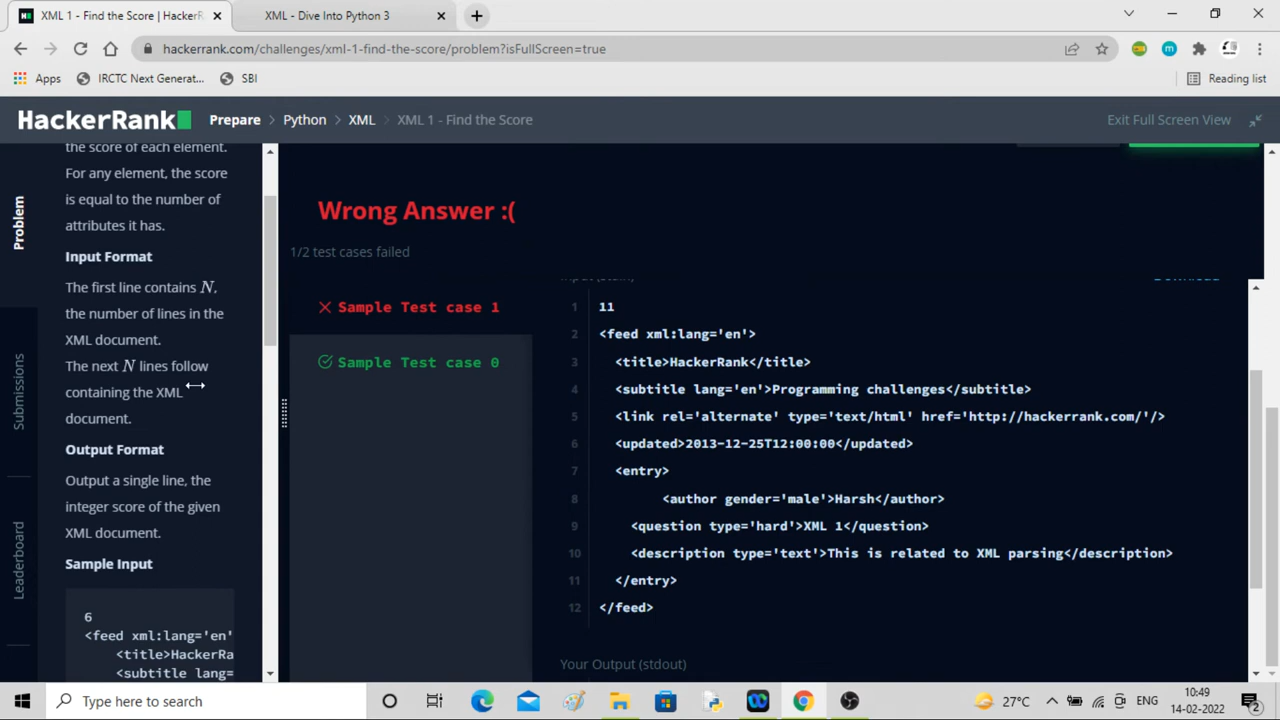 XML 1 - Find the Score | HackerR
XML - Dive Into Python 3
hackerrank.com/challenges/xml-1-find-the-score/problem?isFullScreen=true
Apps
IRCTC Next Generat...
SBI
Reading list
HackerRank
Prepare > Python > XML > XML 1 - Find the Score
Exit Full Screen View
Problem
Submissions
Leaderboard
the score of each element.
For any element, the score
is equal to the number of
attributes it has.
Input Format
The first line contains N,
the number of lines in the
XML document.
The next N lines follow
containing the XML
document.
Output Format
Output a single line, the
integer score of the given
XML document.
Sample Input
6
<feed xml:lang='en'
<title>HackerRa
<subtitle lang=
Wrong Answer :(
1/2 test cases failed
Sample Test case 1
Sample Test case 0
Input (stdin)
Download
1 11
2 <feed xml:lang='en'>
3 <title>HackerRank</title>
4 <subtitle lang='en'>Programming challenges</subtitle>
5 <link rel='alternate' type='text/html' href='http://hackerrank.com/'/>
6 <updated>2013-12-25T12:00:00</updated>
7 <entry>
8 <author gender='male'>Harsh</author>
9 <question type='hard'>XML 1</question>
10 <description type='text'>This is related to XML parsing</description>
11 </entry>
12 </feed>
Your Output (stdout)
Type here to search
27°C
ENG
10:49
14-02-2022
2